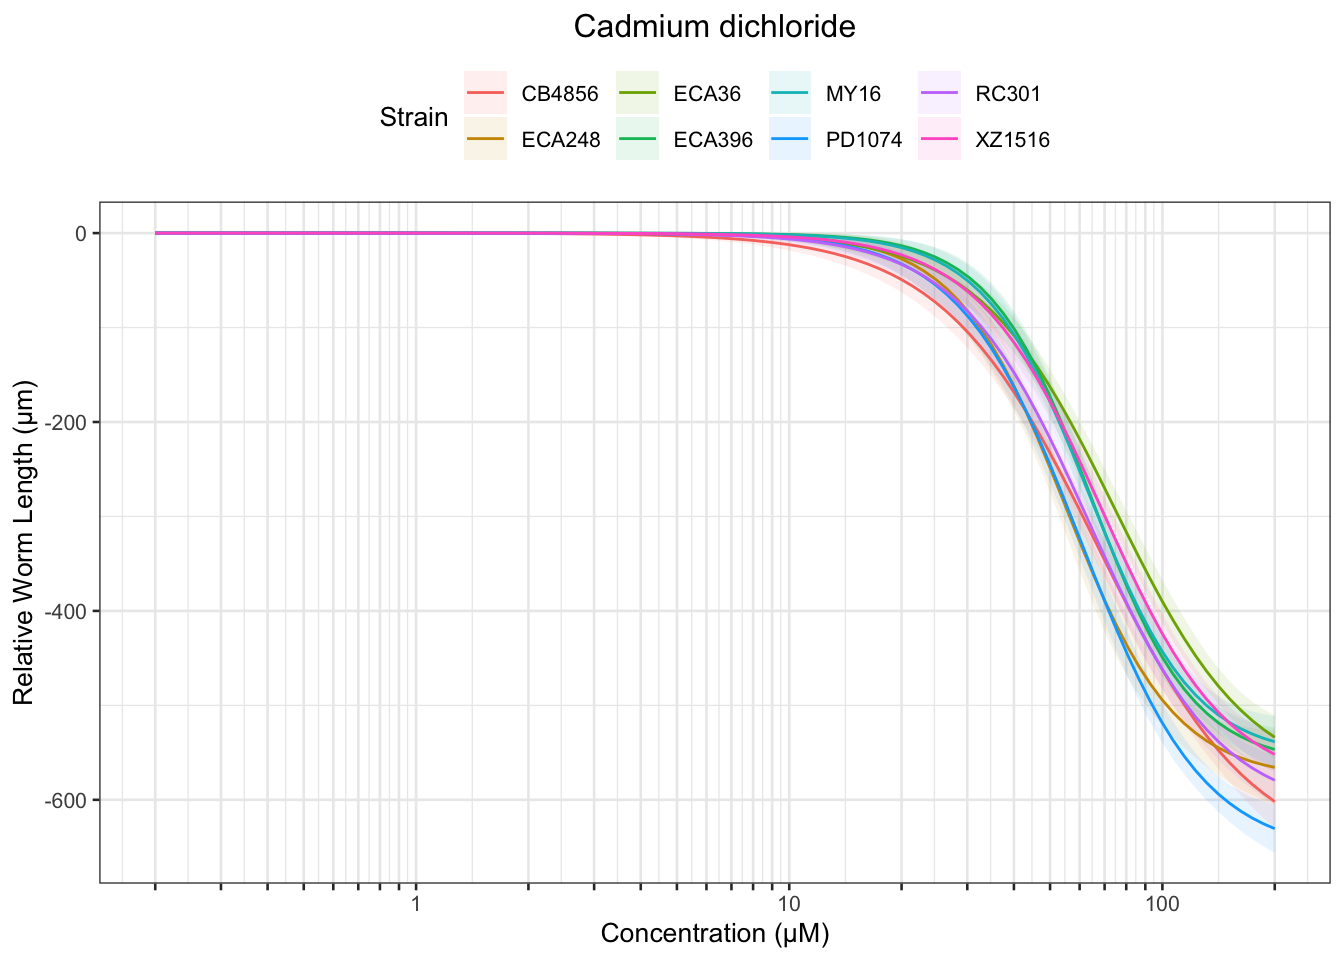 Cadmium dichloride
Strain
CB4856 ECA36 MY16 RC301
ECA248 ECA396 PD1074 XZ1516
Relative Worm Length (µm)
0
-200
-400
-600
1 10 100
Concentration (µM)